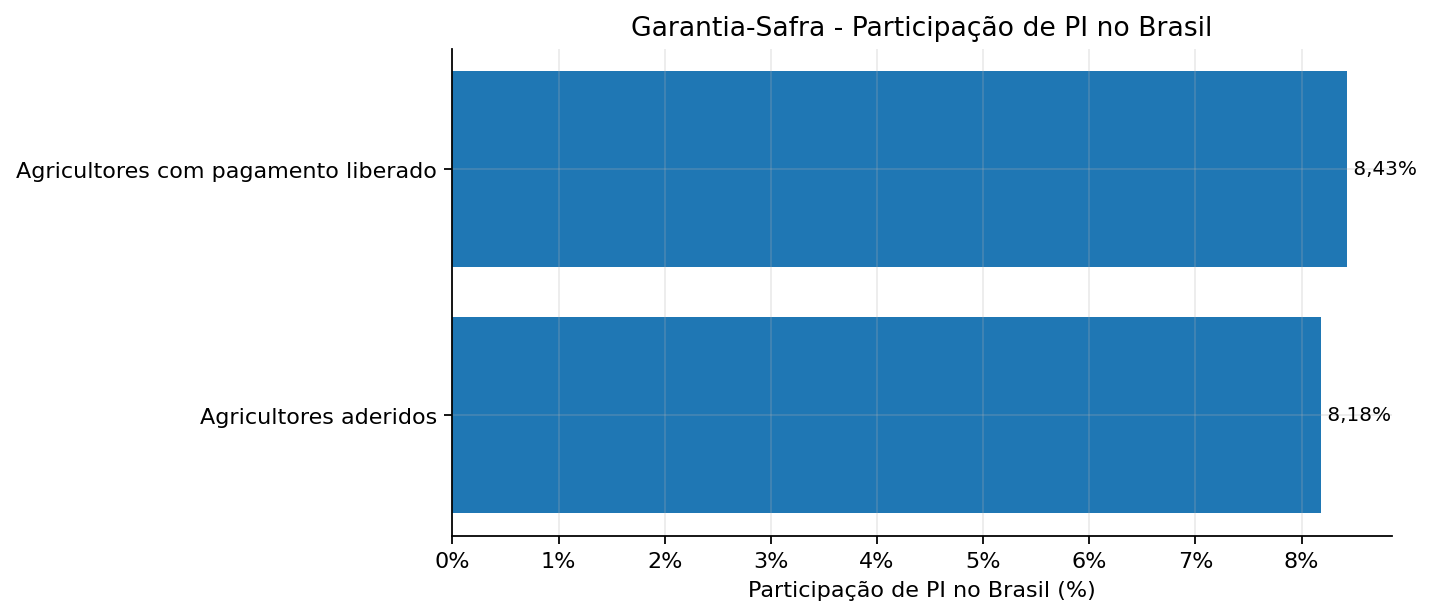 Garantia-Safra - Participação de PI no Brasil
Agricultores com pagamento liberado
8,43%
Agricultores aderidos
8,18%
0% 1% 2% 3% 4% 5% 6% 7% 8%
Participação de PI no Brasil (%)